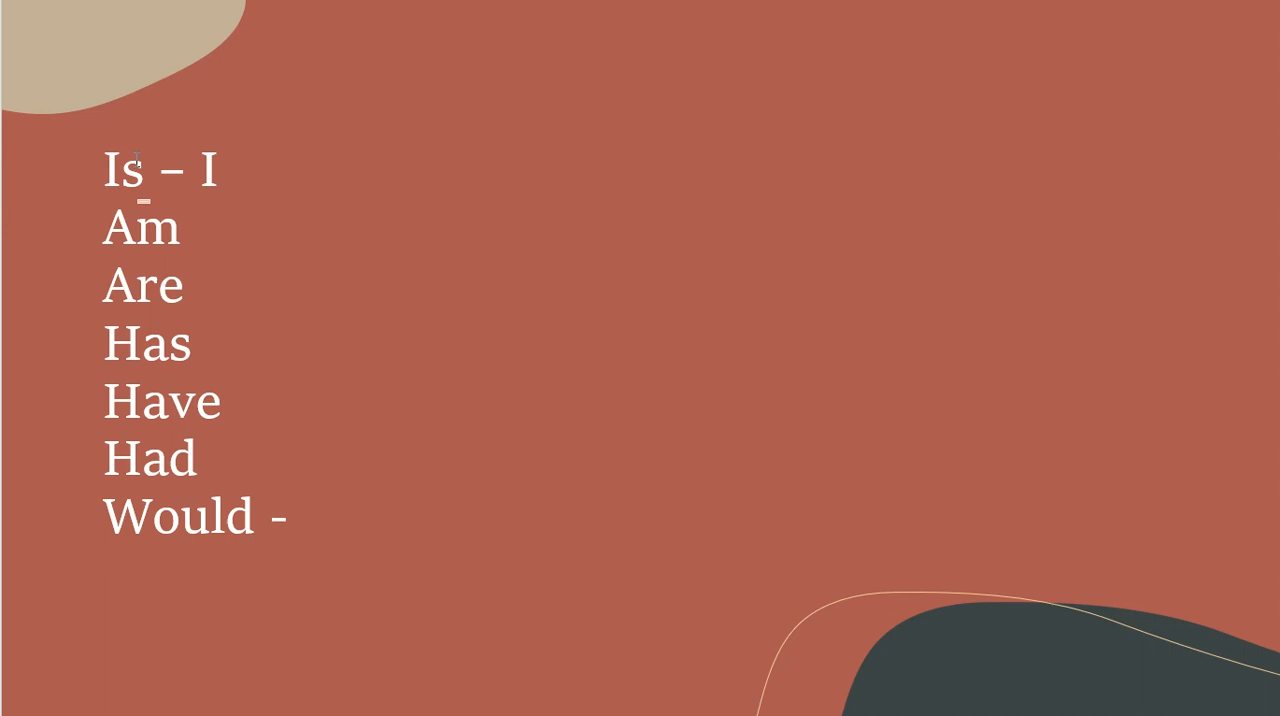 Is – I
Am
Are
Has
Have
Had
Would -